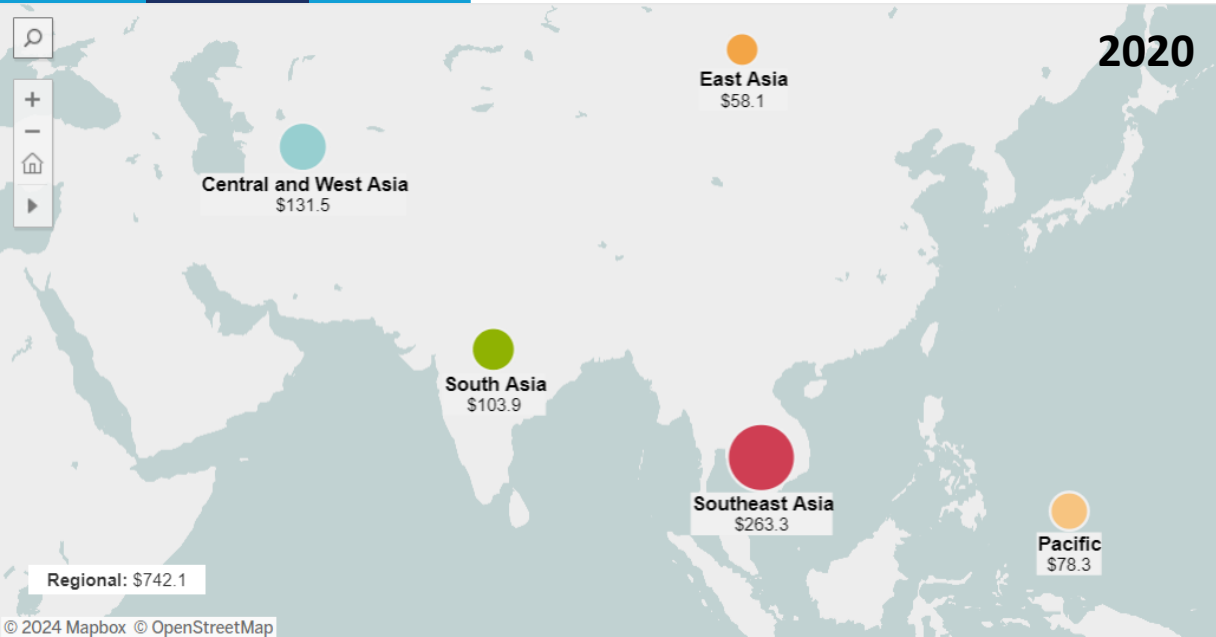 2020
East Asia
$58.1
Central and West Asia
$131.5
South Asia
$103.9
Southeast Asia
$263.3
Pacific
$78.3
Regional: $742.1
© 2024 Mapbox © OpenStreetMap